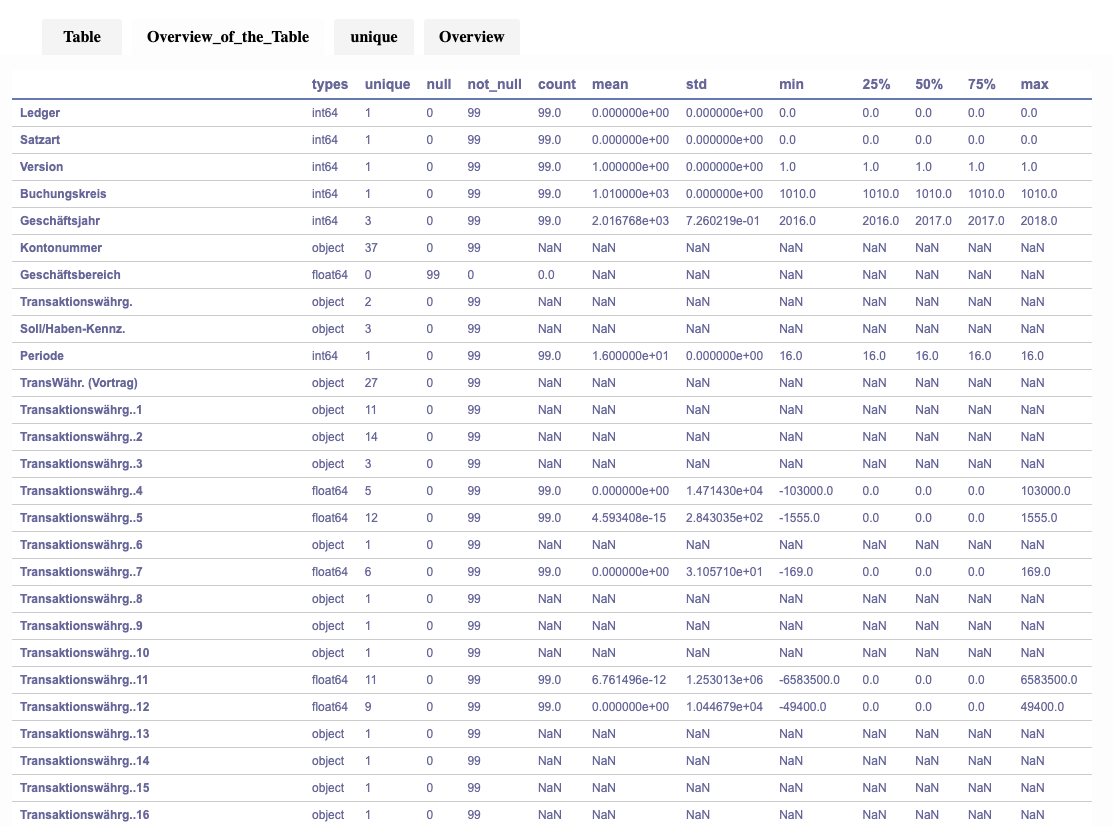 Table Overview_of_the_Table unique Overview
types unique null not_null count mean std min 25% 50% 75% max
Ledger int64 1 0 99 99.0 0.000000e+00 0.000000e+00 0.0 0.0 0.0 0.0 0.0
Satzart int64 1 0 99 99.0 0.000000e+00 0.000000e+00 0.0 0.0 0.0 0.0 0.0
Version int64 1 0 99 99.0 1.000000e+00 0.000000e+00 1.0 1.0 1.0 1.0 1.0
Buchungskreis int64 1 0 99 99.0 1.010000e+03 0.000000e+00 1010.0 1010.0 1010.0 1010.0 1010.0
Geschäftsjahr int64 3 0 99 99.0 2.016768e+03 7.260219e-01 2016.0 2016.0 2017.0 2017.0 2018.0
Kontonummer object 37 0 99 NaN NaN NaN NaN NaN NaN NaN NaN
Geschäftsbereich float64 0 99 0 0.0 NaN NaN NaN NaN NaN NaN NaN
Transaktionswährg. object 2 0 99 NaN NaN NaN NaN NaN NaN NaN NaN
Soll/Haben-Kennz. object 3 0 99 NaN NaN NaN NaN NaN NaN NaN NaN
Periode int64 1 0 99 99.0 1.600000e+01 0.000000e+00 16.0 16.0 16.0 16.0 16.0
TransWähr. (Vortrag) object 27 0 99 NaN NaN NaN NaN NaN NaN NaN NaN
Transaktionswährg..1 object 11 0 99 NaN NaN NaN NaN NaN NaN NaN NaN
Transaktionswährg..2 object 14 0 99 NaN NaN NaN NaN NaN NaN NaN NaN
Transaktionswährg..3 object 3 0 99 NaN NaN NaN NaN NaN NaN NaN NaN
Transaktionswährg..4 float64 5 0 99 99.0 0.000000e+00 1.471430e+04 -103000.0 0.0 0.0 0.0 103000.0
Transaktionswährg..5 float64 12 0 99 99.0 4.593408e-15 2.843035e+02 -1555.0 0.0 0.0 0.0 1555.0
Transaktionswährg..6 object 1 0 99 NaN NaN NaN NaN NaN NaN NaN NaN
Transaktionswährg..7 float64 6 0 99 99.0 0.000000e+00 3.105710e+01 -169.0 0.0 0.0 0.0 169.0
Transaktionswährg..8 object 1 0 99 NaN NaN NaN NaN NaN NaN NaN NaN
Transaktionswährg..9 object 1 0 99 NaN NaN NaN NaN NaN NaN NaN NaN
Transaktionswährg..10 object 1 0 99 NaN NaN NaN NaN NaN NaN NaN NaN
Transaktionswährg..11 float64 11 0 99 99.0 6.761496e-12 1.253013e+06 -6583500.0 0.0 0.0 0.0 6583500.0
Transaktionswährg..12 float64 9 0 99 99.0 0.000000e+00 1.044679e+04 -49400.0 0.0 0.0 0.0 49400.0
Transaktionswährg..13 object 1 0 99 NaN NaN NaN NaN NaN NaN NaN NaN
Transaktionswährg..14 object 1 0 99 NaN NaN NaN NaN NaN NaN NaN NaN
Transaktionswährg..15 object 1 0 99 NaN NaN NaN NaN NaN NaN NaN NaN
Transaktionswährg..16 object 1 0 99 NaN NaN NaN NaN NaN NaN NaN NaN